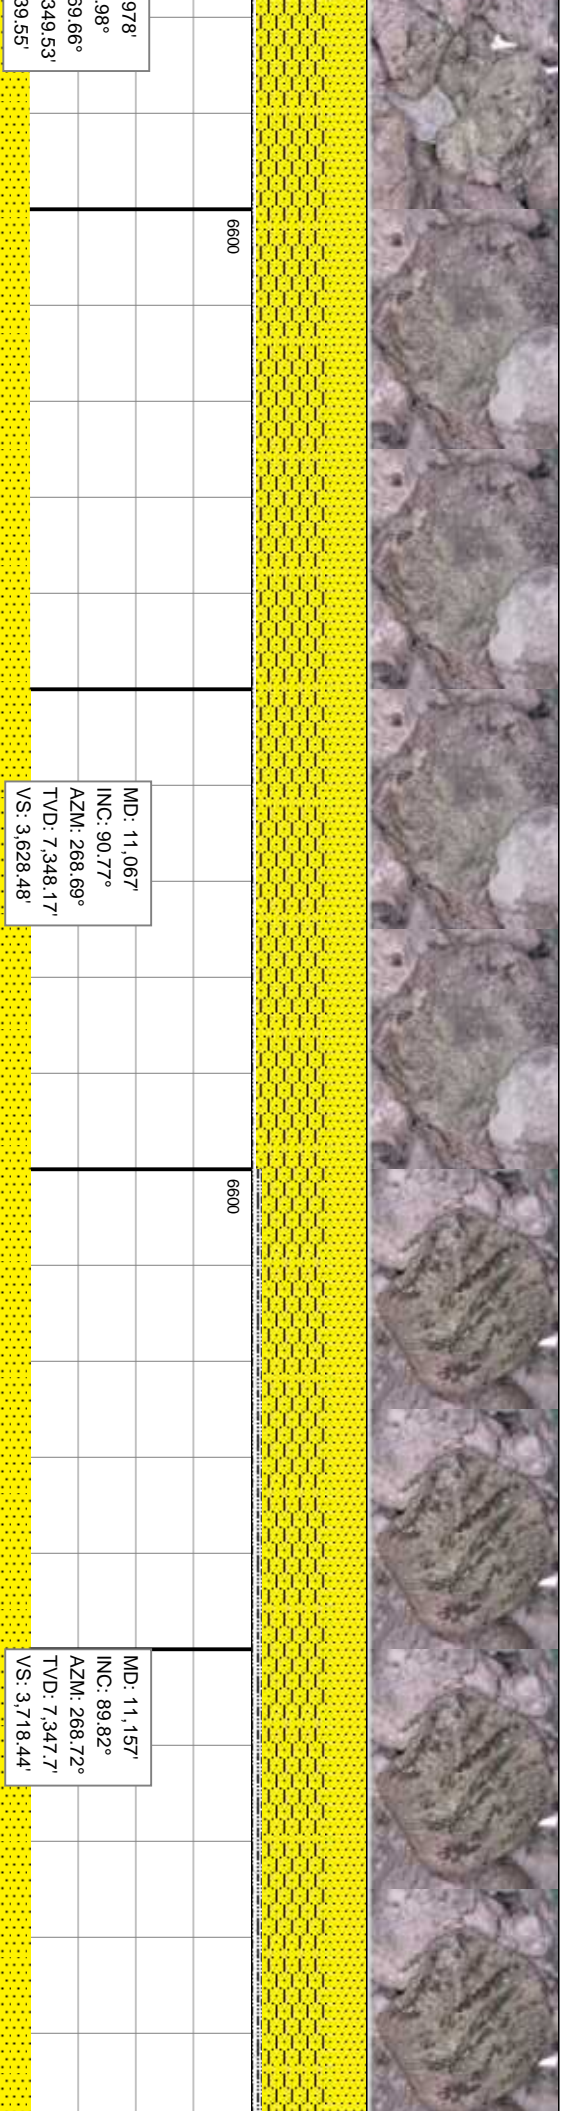 978'
.98°
69.66°
349.53'
39.55'
6600
MD: 11,067'
INC: 90.77°
AZM: 268.69°
TVD: 7,348.17'
VS: 3,628.48'
6600
MD: 11,157'
INC: 89.82°
AZM: 268.72°
TVD: 7,347.7'
VS: 3,718.44'